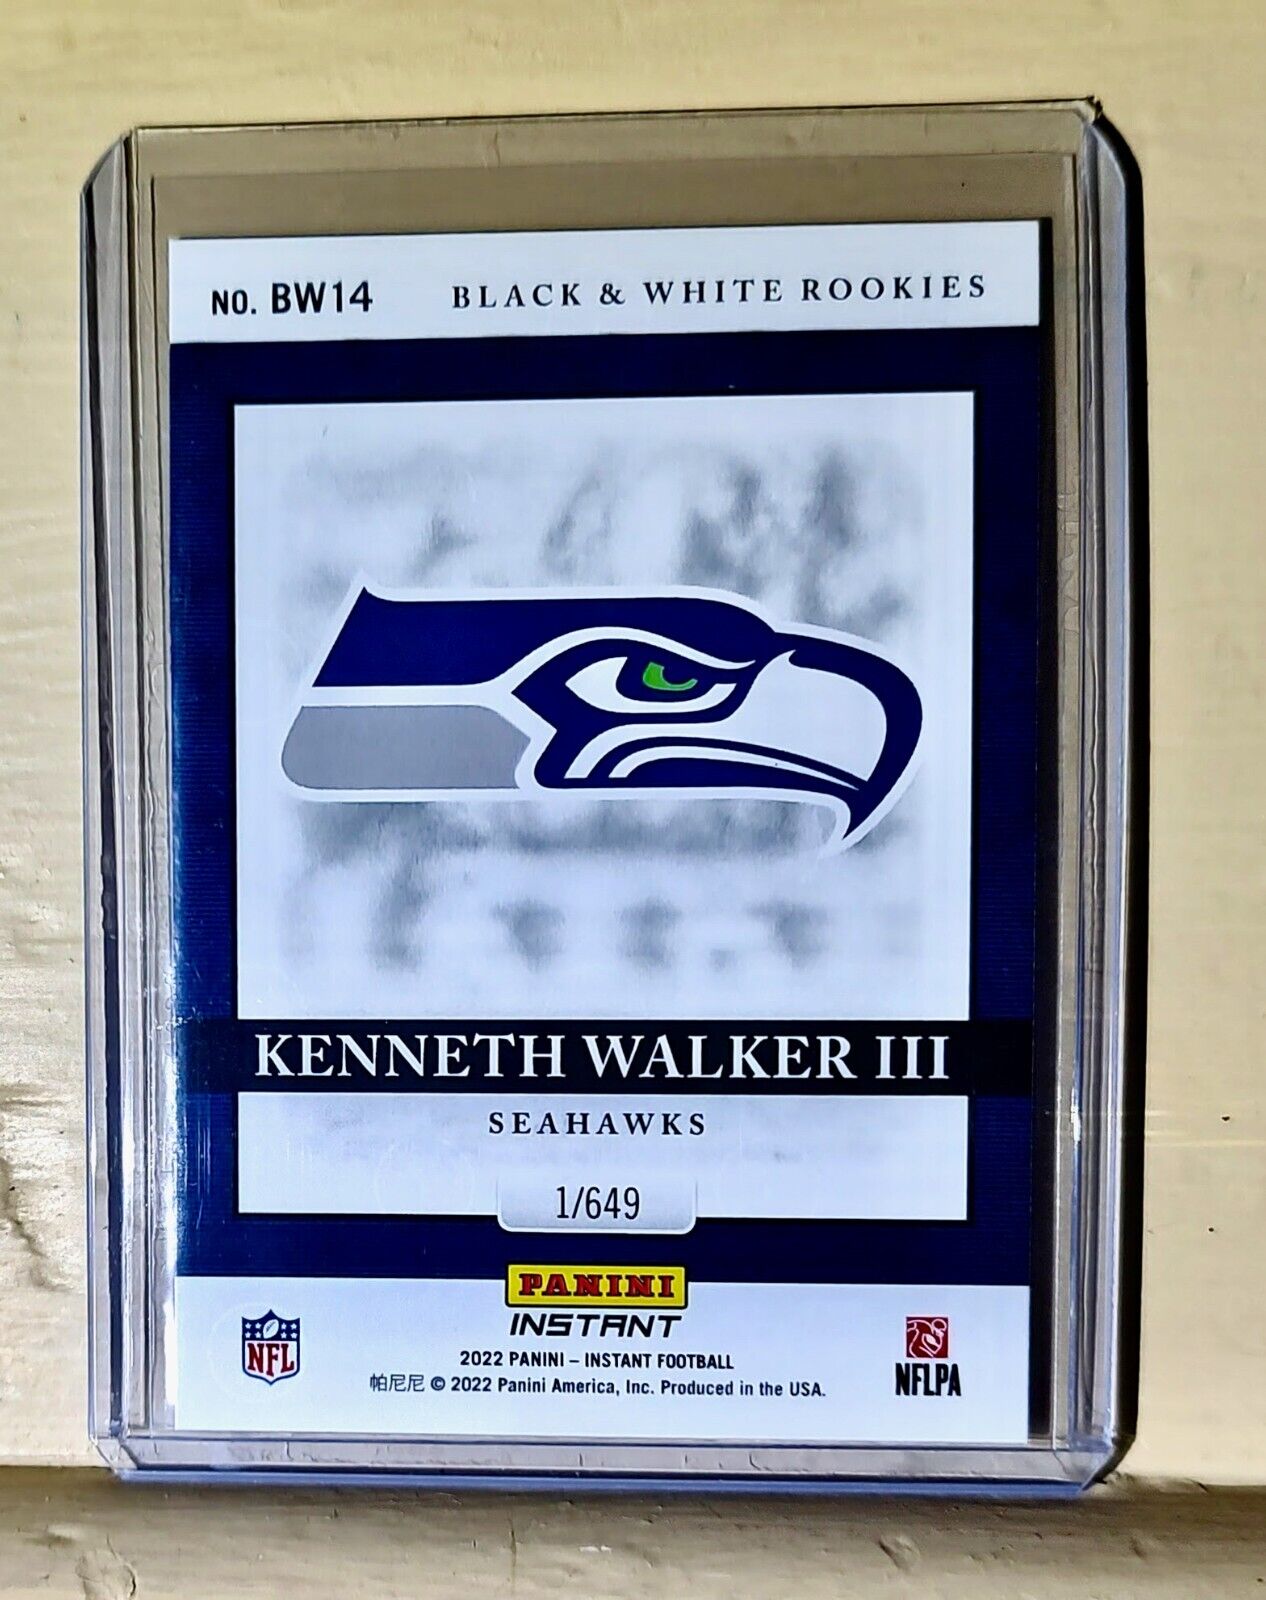 NO. BW14 BLACK & WHITE ROOKIES
KENNETH WALKER III
SEAHAWKS
1/649
PANINI
INSTANT
2022 PANINI – INSTANT FOOTBALL
帕尼尼 © 2022 Panini America, Inc. Produced in the USA.
NFL
NFLPA